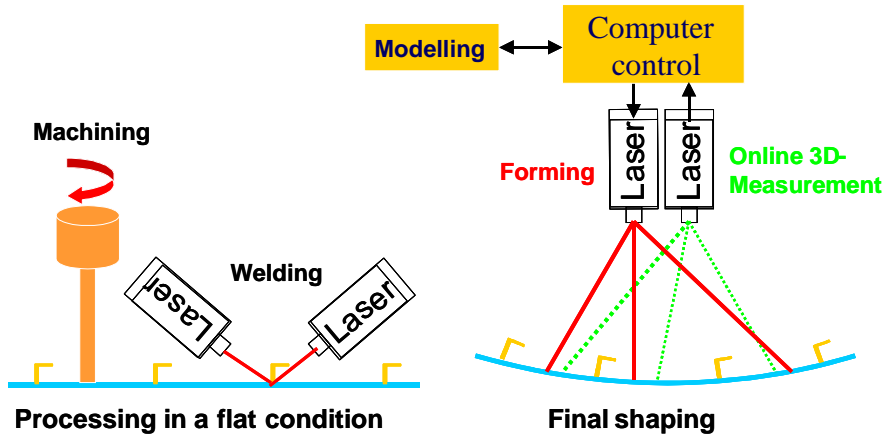 Modelling
Computer
control
Machining
Laser
Laser
Forming
Online 3D-
Measurement
Welding
Laser
Laser
Processing in a flat condition
Final shaping